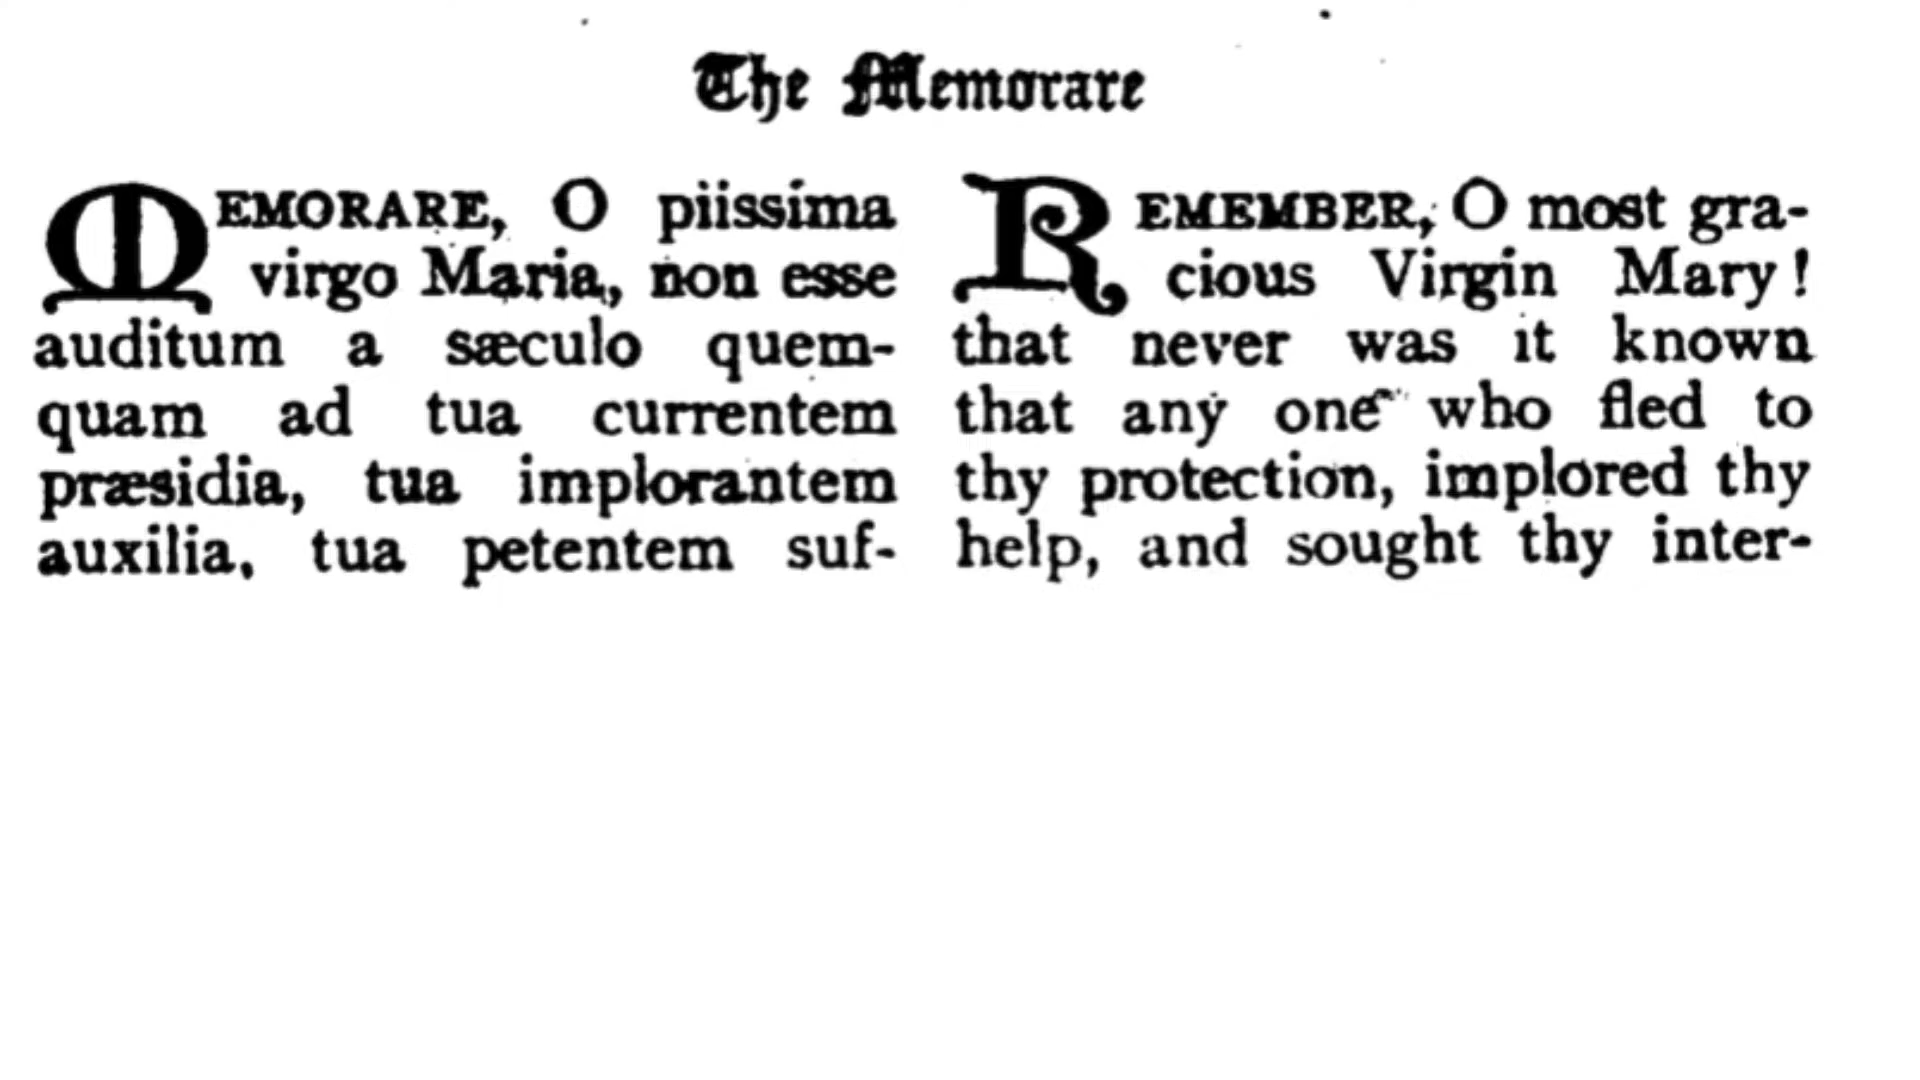 The Memorare
MEMORARE, O piissima
virgo Maria, non esse
auditum a sæculo quem-
quam ad tua currentem
præsidia, tua implorantem
auxilia, tua petentem suf-
REMEMBER, O most gra-
cious Virgin Mary!
that never was it known
that any one who fled to
thy protection, implored thy
help, and sought thy inter-